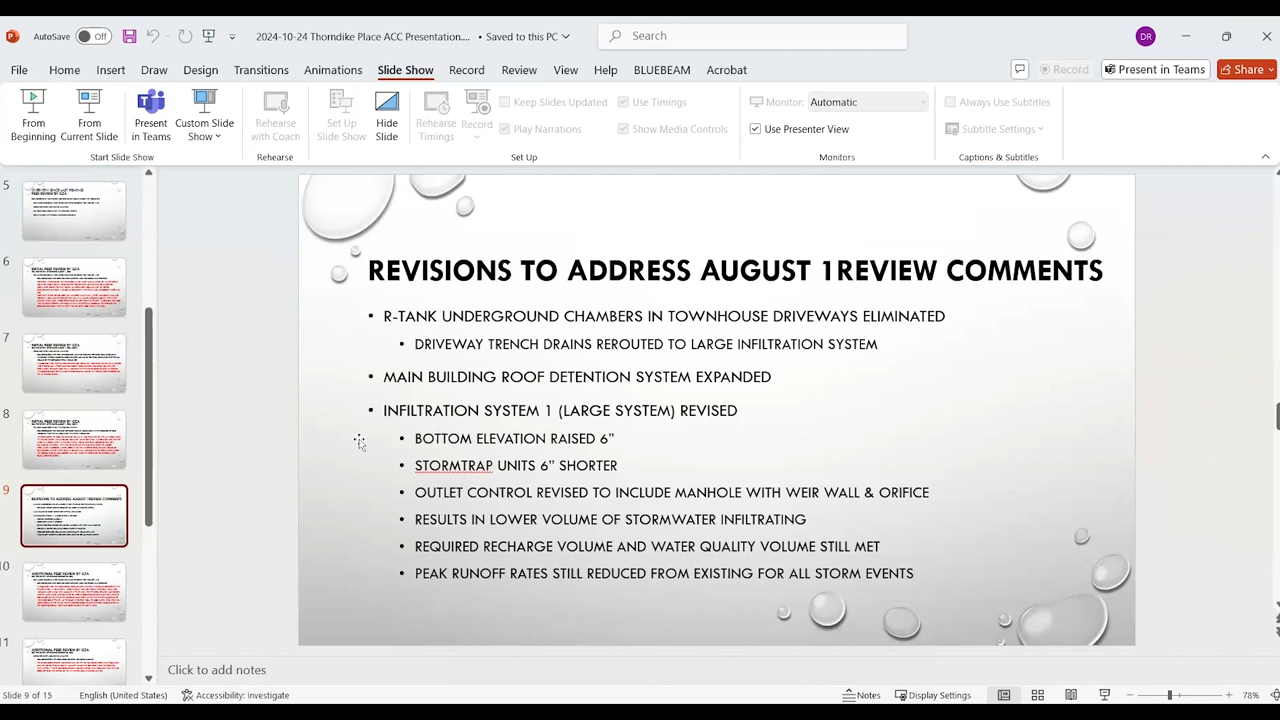 AutoSave Off 2024-10-24 Thorndike Place ACC Presentation.... • Saved to this PC Search DR
File Home Insert Draw Design Transitions Animations Slide Show Record Review View Help BLUEBEAM Acrobat Record Present in Teams Share
From Beginning
From Current Slide
Present in Teams
Custom Slide Show
Start Slide Show
Rehearse with Coach
Rehearse
Set Up Slide Show
Hide Slide
Rehearse Timings
Record
Keep Slides Updated
Play Narrations
Use Timings
Show Media Controls
Set Up
Monitor: Automatic
Use Presenter View
Monitors
Always Use Subtitles
Subtitle Settings
Captions & Subtitles
5
6
7
8
9
10
11
REVISIONS TO ADDRESS AUGUST 1REVIEW COMMENTS
• R-TANK UNDERGROUND CHAMBERS IN TOWNHOUSE DRIVEWAYS ELIMINATED
• DRIVEWAY TRENCH DRAINS REROUTED TO LARGE INFILTRATION SYSTEM
• MAIN BUILDING ROOF DETENTION SYSTEM EXPANDED
• INFILTRATION SYSTEM 1 (LARGE SYSTEM) REVISED
• BOTTOM ELEVATION RAISED 6”
• STORMTRAP UNITS 6” SHORTER
• OUTLET CONTROL REVISED TO INCLUDE MANHOLE WITH WEIR WALL & ORIFICE
• RESULTS IN LOWER VOLUME OF STORMWATER INFILTRATING
• REQUIRED RECHARGE VOLUME AND WATER QUALITY VOLUME STILL MET
• PEAK RUNOFF RATES STILL REDUCED FROM EXISTING IN ALL STORM EVENTS
Click to add notes
Slide 9 of 15 English (United States) Accessibility: Investigate Notes Display Settings 78%